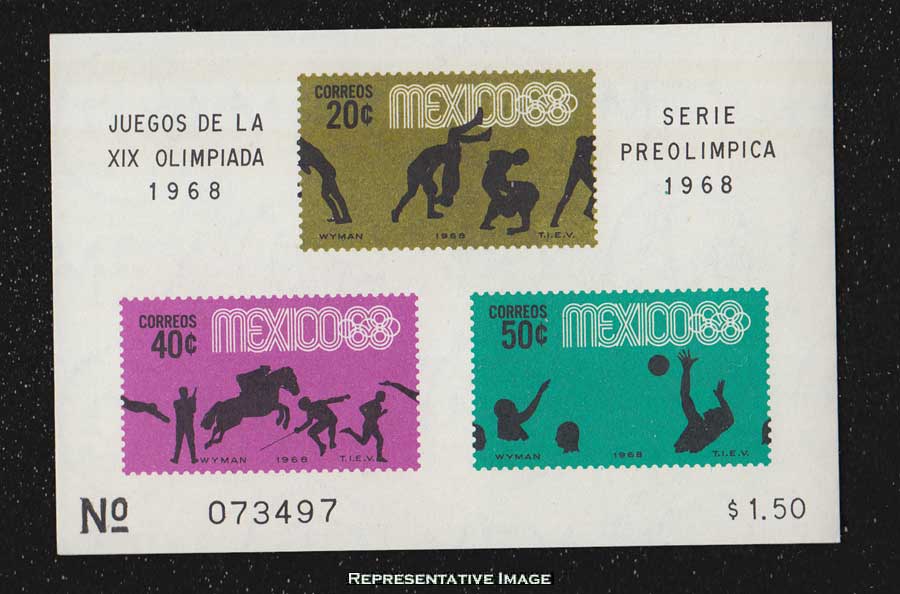 JUEGOS DE LA
XIX OLIMPIADA
1968
CORREOS
20¢
MEXICO68
WYMAN 1968 T.I.E.V.
SERIE
PREOLIMPICA
1968
CORREOS
40¢
MEXICO68
WYMAN 1968 T.I.E.V.
CORREOS
50¢
MEXICO68
WYMAN 1968 T.I.E.V.
No 073497
$1.50
REPRESENTATIVE IMAGE